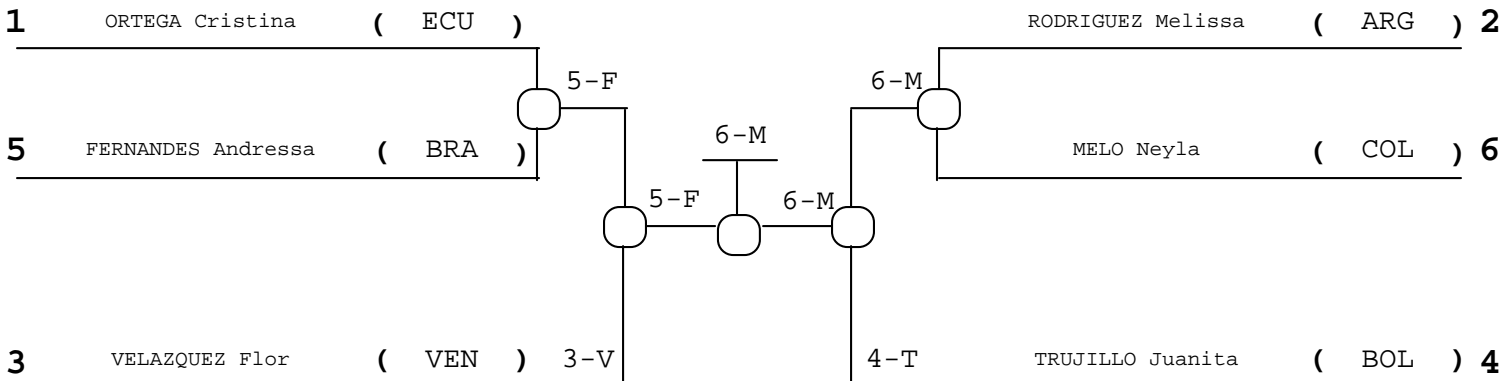 1 ORTEGA Cristina ( ECU ) RODRIGUEZ Melissa ( ARG ) 2
5-F 6-M
5 FERNANDES Andressa ( BRA ) 6-M MELO Neyla ( COL ) 6
5-F 6-M
3 VELAZQUEZ Flor ( VEN ) 3-V 4-T TRUJILLO Juanita ( BOL ) 4